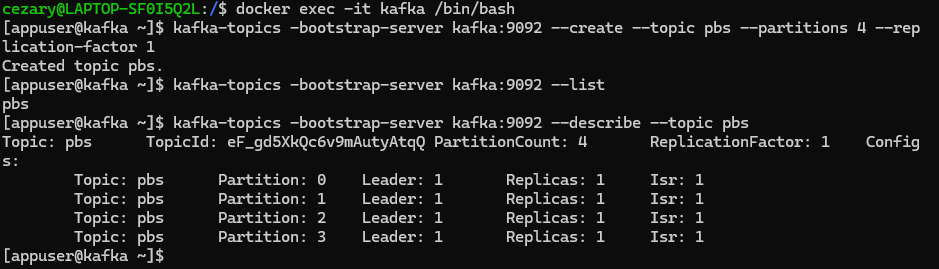 cezary@LAPTOP-SF0I5Q2L:/$ docker exec -it kafka /bin/bash
[appuser@kafka ~]$ kafka-topics -bootstrap-server kafka:9092 --create --topic pbs --partitions 4 --rep
lication-factor 1
Created topic pbs.
[appuser@kafka ~]$ kafka-topics -bootstrap-server kafka:9092 --list
pbs
[appuser@kafka ~]$ kafka-topics -bootstrap-server kafka:9092 --describe --topic pbs
Topic: pbs      TopicId: eF_gd5XkQc6v9mAutyAtqQ PartitionCount: 4       ReplicationFactor: 1    Config
s:
        Topic: pbs      Partition: 0    Leader: 1       Replicas: 1     Isr: 1
        Topic: pbs      Partition: 1    Leader: 1       Replicas: 1     Isr: 1
        Topic: pbs      Partition: 2    Leader: 1       Replicas: 1     Isr: 1
        Topic: pbs      Partition: 3    Leader: 1       Replicas: 1     Isr: 1
[appuser@kafka ~]$